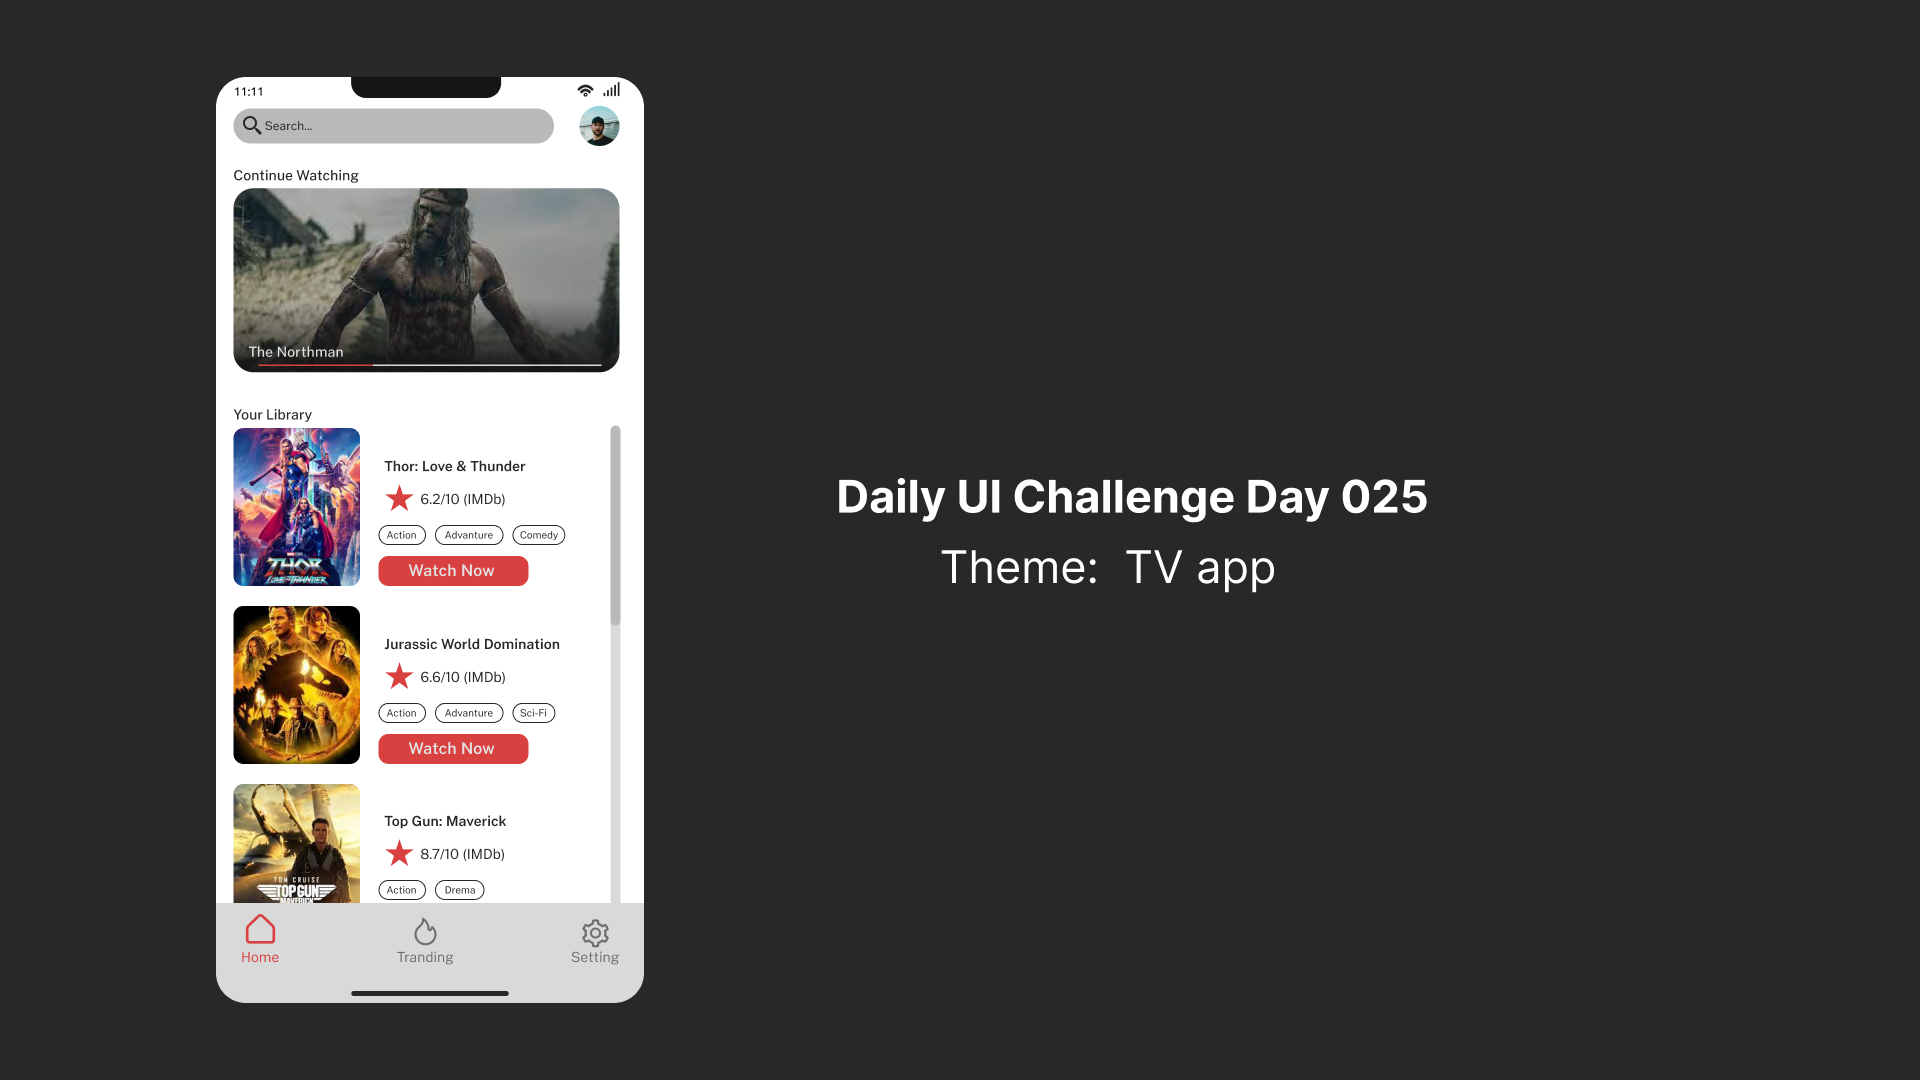 11:11
Search...
Continue Watching
The Northman
Your Library
THOR
LOVE AND THUNDER
Thor: Love & Thunder
6.2/10 (IMDb)
Action Advanture Comedy
Watch Now
Jurassic World Domination
6.6/10 (IMDb)
Action Advanture Sci-Fi
Watch Now
TOM CRUISE
TOP GUN
MAVERICK
Top Gun: Maverick
8.7/10 (IMDb)
Action Drema
Home Tranding Setting
Daily UI Challenge Day 025
Theme: TV app